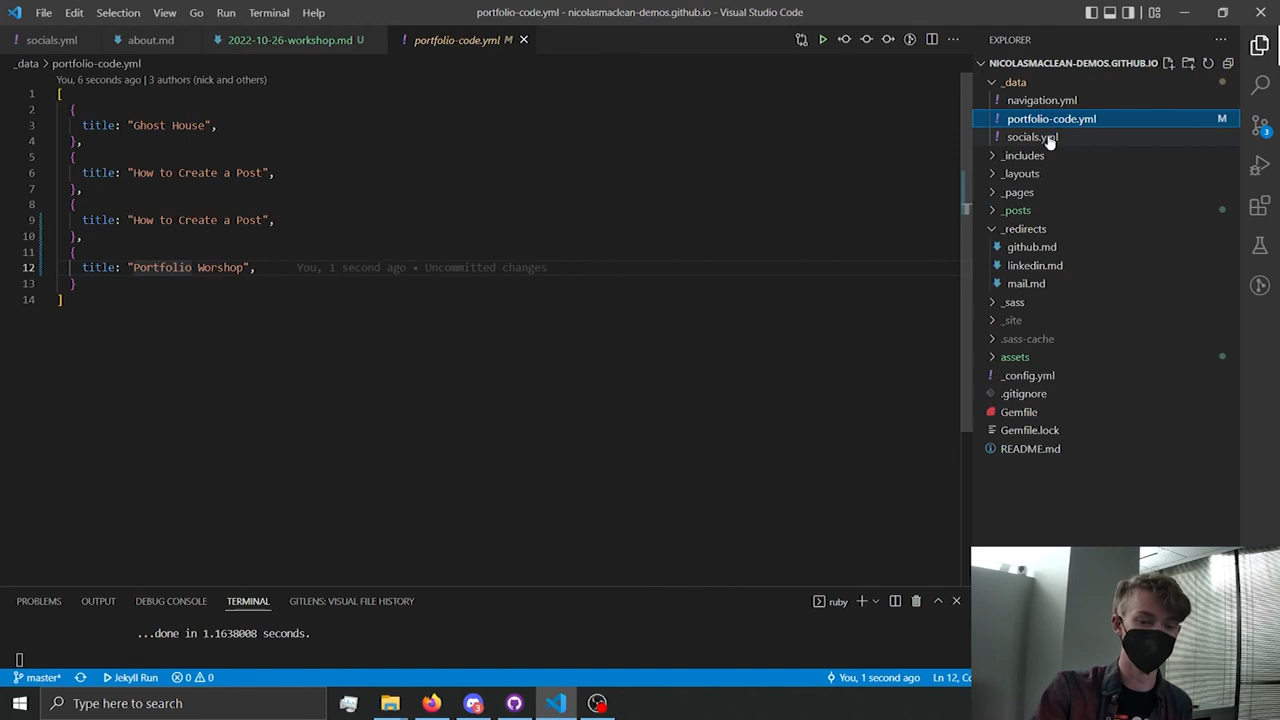 File Edit Selection View Go Run Terminal Help
portfolio-code.yml - nicolasmaclean-demos.github.io - Visual Studio Code
socials.yml
about.md
2022-10-26-workshop.md U
portfolio-code.yml M
_data > portfolio-code.yml
You, 6 seconds ago | 3 authors (nick and others)
1 [
2 {
3 title: "Ghost House",
4 },
5 {
6 title: "How to Create a Post",
7 },
8 {
9 title: "How to Create a Post",
10 },
11 {
12 title: "Portfolio Worshop", You, 1 second ago • Uncommitted changes
13 }
14 ]
EXPLORER
NICOLASMACLEAN-DEMOS.GITHUB.IO
_data
navigation.yml
portfolio-code.yml M
socials.yml
_includes
_layouts
_pages
_posts
_redirects
github.md
linkedin.md
mail.md
_sass
_site
.sass-cache
assets
_config.yml
.gitignore
Gemfile
Gemfile.lock
README.md
3
PROBLEMS OUTPUT DEBUG CONSOLE TERMINAL GITLENS: VISUAL FILE HISTORY
ruby
...done in 1.1638008 seconds.
master* Jekyll Run 0 0
You, 1 second ago Ln 12, Co
Type here to search